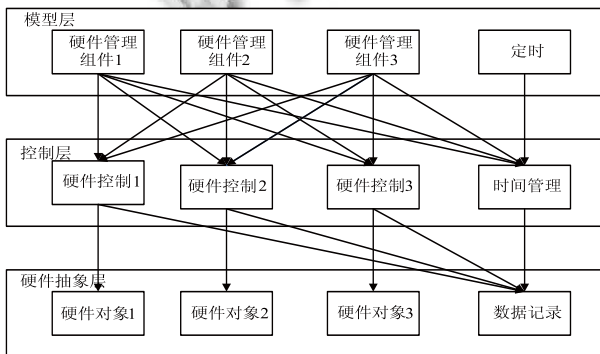 模型层
硬件管理
组件1
硬件管理
组件2
硬件管理
组件3
定时
控制层
硬件控制1
硬件控制2
硬件控制3
时间管理
硬件抽象层
硬件对象1
硬件对象2
硬件对象3
数据记录